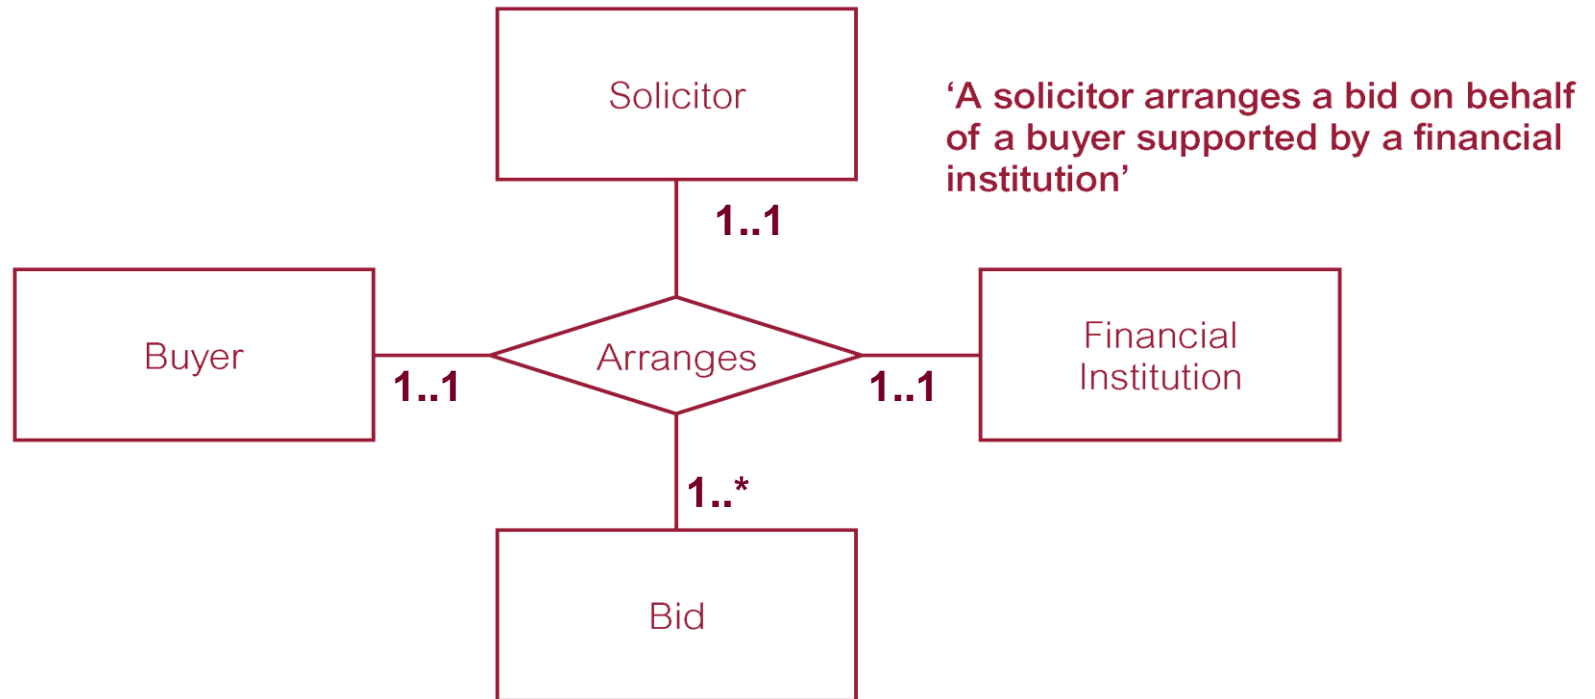 Solicitor
‘A solicitor arranges a bid on behalf
of a buyer supported by a financial
institution’
1..1
Buyer
Arranges
Financial
Institution
1..1
1..1
1..*
Bid